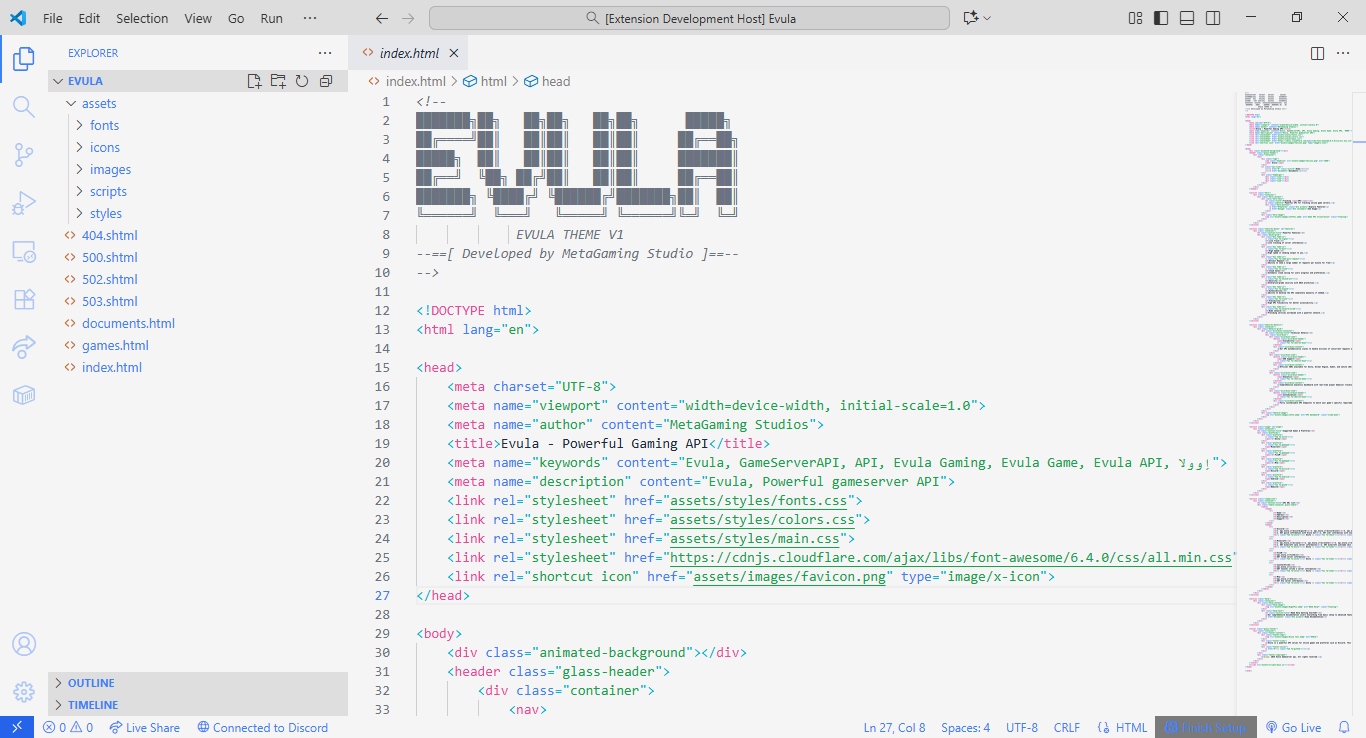 File Edit Selection View Go Run ···
[Extension Development Host] Evula
EXPLORER
EVULA
assets
fonts
icons
images
scripts
styles
404.shtml
500.shtml
502.shtml
503.shtml
documents.html
games.html
index.html
OUTLINE
TIMELINE
index.html
index.html > html > head
1 <!--
2
3
4
5
6
7
8 EVULA THEME V1
9 --==[ Developed by MetaGaming Studio ]==--
10 -->
11
12 <!DOCTYPE html>
13 <html lang="en">
14
15 <head>
16 <meta charset="UTF-8">
17 <meta name="viewport" content="width=device-width, initial-scale=1.0">
18 <meta name="author" content="MetaGaming Studios">
19 <title>Evula - Powerful Gaming API</title>
20 <meta name="keywords" content="Evula, GameServerAPI, API, Evula Gaming, Evula Game, Evula API, إوولا">
21 <meta name="description" content="Evula, Powerful gameserver API">
22 <link rel="stylesheet" href="assets/styles/fonts.css">
23 <link rel="stylesheet" href="assets/styles/colors.css">
24 <link rel="stylesheet" href="assets/styles/main.css">
25 <link rel="stylesheet" href="https://cdnjs.cloudflare.com/ajax/libs/font-awesome/6.4.0/css/all.min.css"
26 <link rel="shortcut icon" href="assets/images/favicon.png" type="image/x-icon">
27 </head>
28
29 <body>
30 <div class="animated-background"></div>
31 <header class="glass-header">
32 <div class="container">
33 <nav>
0 0 Live Share Connected to Discord
Ln 27, Col 8 Spaces: 4 UTF-8 CRLF HTML Finish Setup Go Live